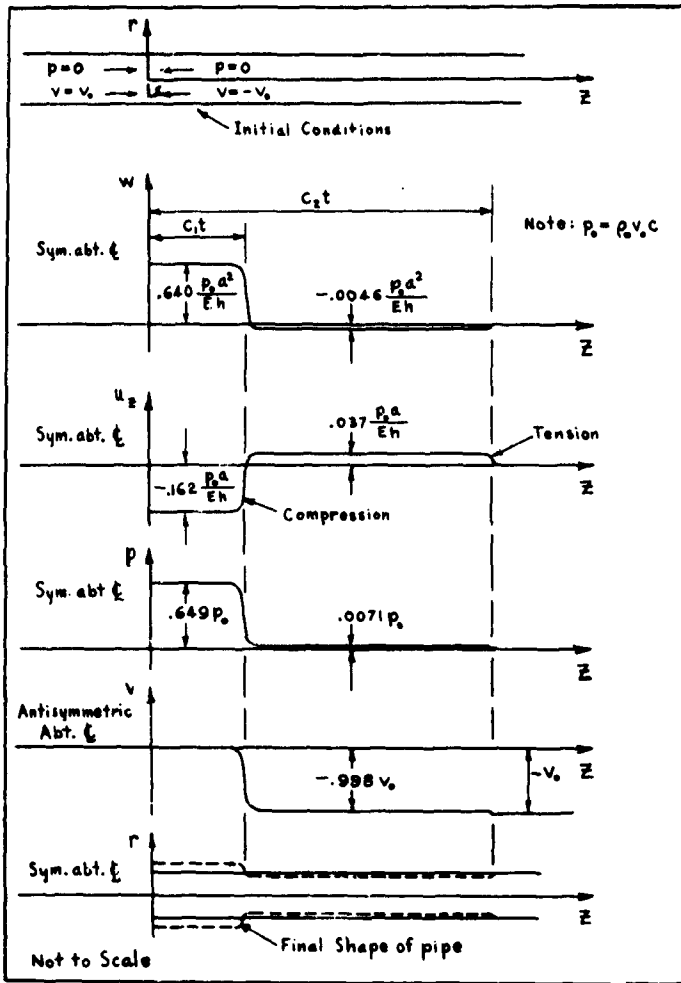 r
p=0 p=0
v=v₀ v=-v₀
z
Initial Conditions
w
C₂t
C₁t
Note: p₀=ρ₀v₀c
Sym. abt. ℄
.640 p₀a²/Eh
-.0046 p₀a²/Eh
z
u_z
.037 p₀a/Eh
Sym. abt. ℄
Tension
z
-.162 p₀a/Eh
Compression
p
Sym. abt ℄
.649 p₀
.0071 p₀
z
v
Antisymmetric
Abt. ℄
z
-.998 v₀
-v₀
r
Sym. abt. ℄
z
Final Shape of pipe
Not to Scale